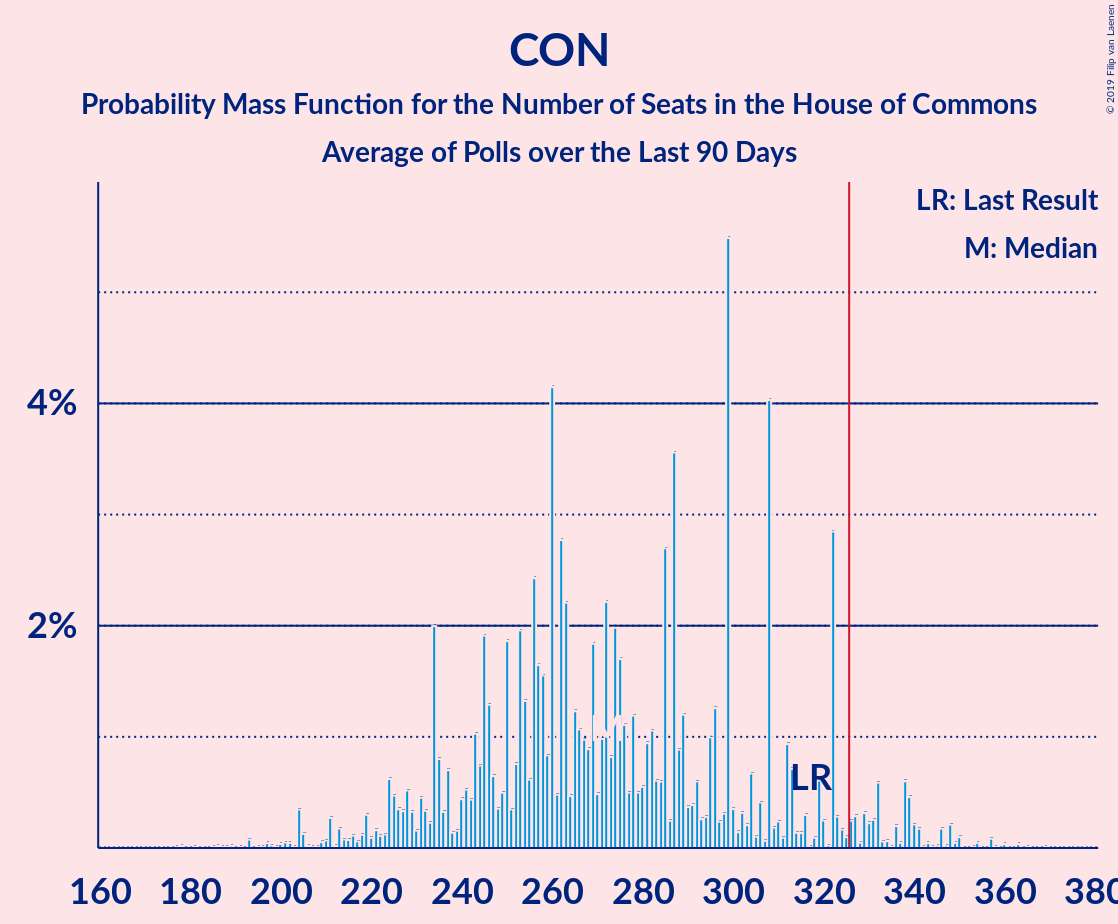 CON
Probability Mass Function for the Number of Seats in the House of Commons
Average of Polls over the Last 90 Days
© 2019 Filip van Laenen
LR: Last Result
M: Median
4%
2%
LR
160 180 200 220 240 260 280 300 320 340 360 380